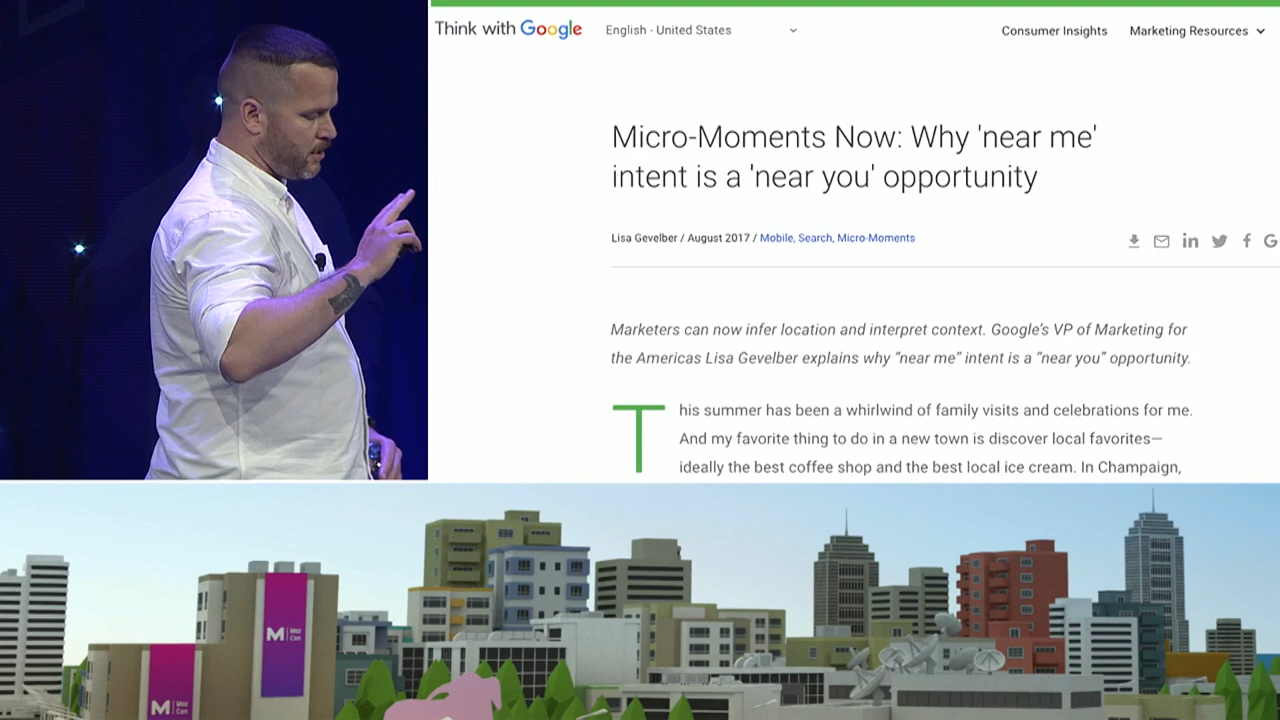 Think with Google
English - United States
Consumer Insights
Marketing Resources
Micro-Moments Now: Why 'near me'
intent is a 'near you' opportunity
Lisa Gevelber / August 2017 / Mobile, Search, Micro-Moments
Marketers can now infer location and interpret context. Google's VP of Marketing for
the Americas Lisa Gevelber explains why "near me" intent is a "near you" opportunity.
This summer has been a whirlwind of family visits and celebrations for me.
And my favorite thing to do in a new town is discover local favorites—
ideally the best coffee shop and the best local ice cream. In Champaign,
M Moz
Con
M Moz
Con